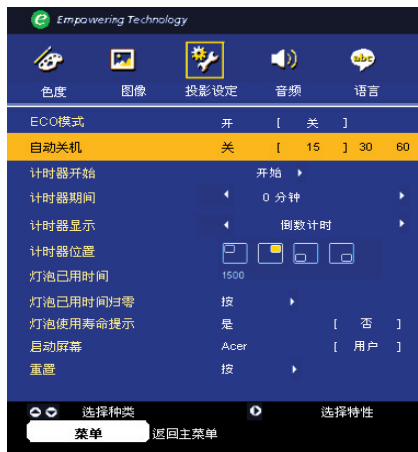 Empowering Technology
色度 图像 投影设定 音频 语言
ECO模式 开 [ 关 ]
自动关机 关 [ 15 ] 30 60
计时器开始 开始
计时器期间 0 分钟
计时器显示 倒数计时
计时器位置
灯泡已用时间 1500
灯泡已用时间归零 按
灯泡使用寿命提示 是 [ 否 ]
启动屏幕 Acer [ 用户 ]
重置 按
选择种类 选择特性
菜单 返回主菜单